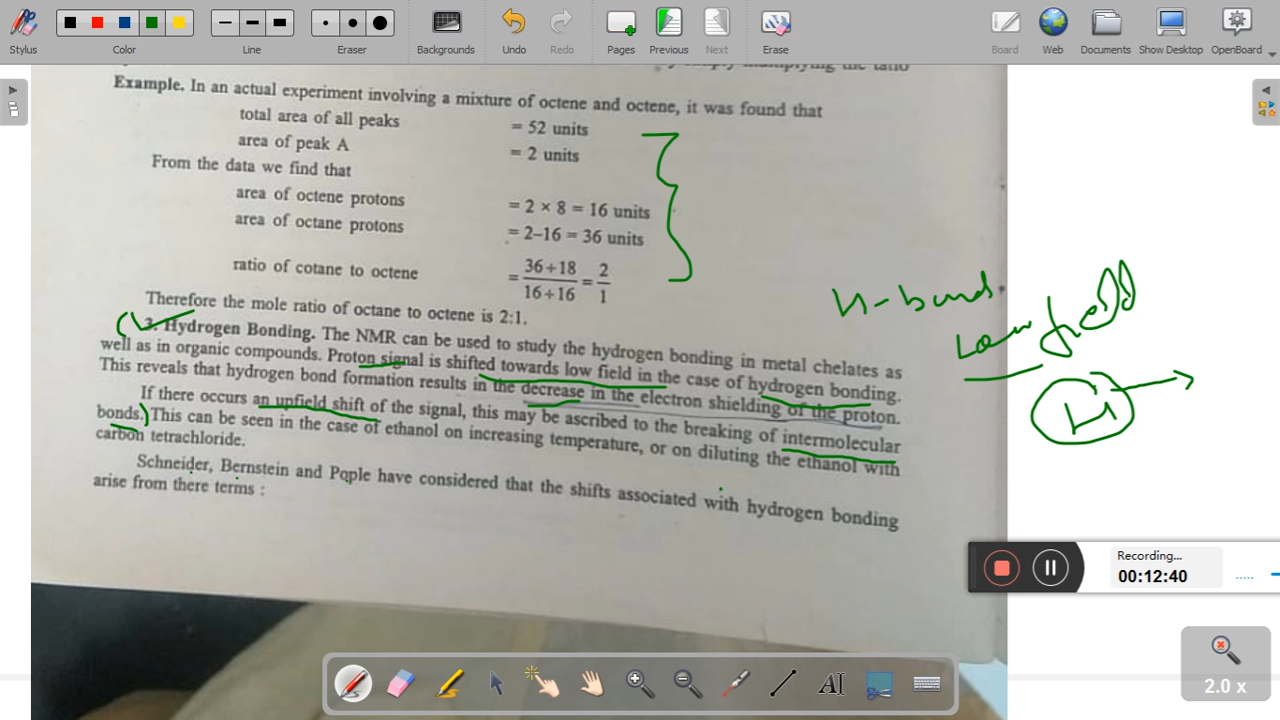 Stylus
Color
Line
Eraser
Backgrounds
Undo
Redo
Pages
Previous
Next
Erase
Board
Web
Documents
Show Desktop
OpenBoard
multiplying the ratio
Example. In an actual experiment involving a mixture of octene and octene, it was found that
total area of all peaks = 52 units
area of peak A = 2 units
From the data we find that
area of octene protons = 2 × 8 = 16 units
area of octane protons = 2–16 = 36 units
ratio of cotane to octene = 36÷18 / 16÷16 = 2 / 1
Therefore the mole ratio of octane to octene is 2:1.
3. Hydrogen Bonding. The NMR can be used to study the hydrogen bonding in metal chelates as
well as in organic compounds. Proton signal is shifted towards low field in the case of hydrogen bonding.
This reveals that hydrogen bond formation results in the decrease in the electron shielding of the proton.
If there occurs an upfield shift of the signal, this may be ascribed to the breaking of intermolecular
bonds. This can be seen in the case of ethanol on increasing temperature, or on diluting the ethanol with
carbon tetrachloride.
Schneider, Bernstein and Pople have considered that the shifts associated with hydrogen bonding
arise from there terms :
H-bond
Low field
H
Recording...
00:12:40
2.0 x